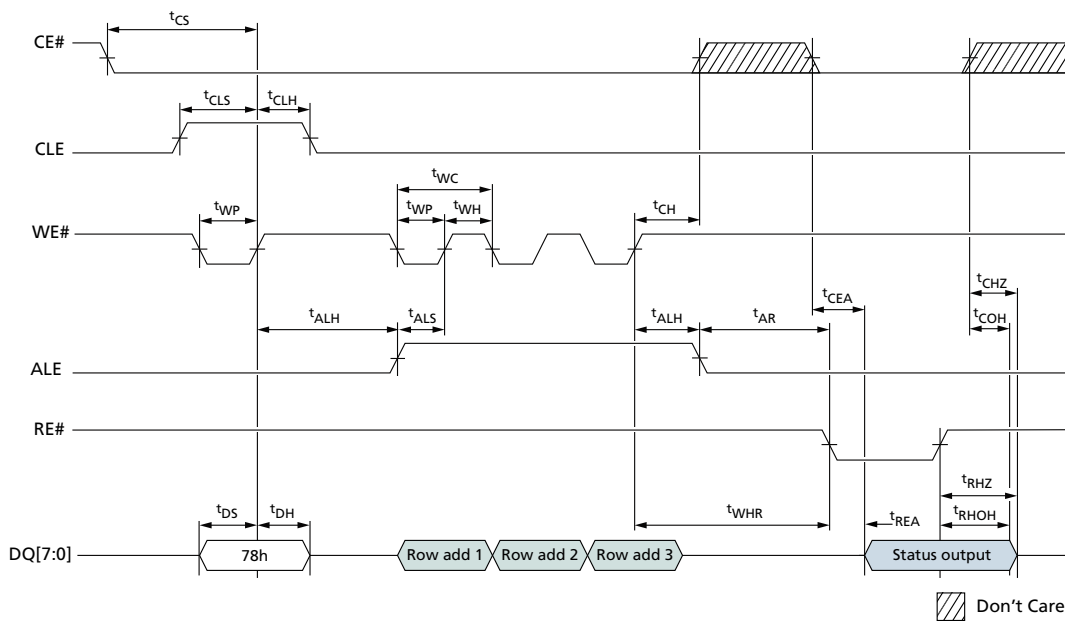 tCS
CE#
tCLS tCLH
CLE
tWC
tWP tWP tWH tCH
WE#
tCEA tCHZ
tALH tALS tALH tAR tCOH
ALE
RE#
tRHZ
tDS tDH tWHR tREA tRHOH
DQ[7:0] 78h Row add 1 Row add 2 Row add 3 Status output
Don't Care